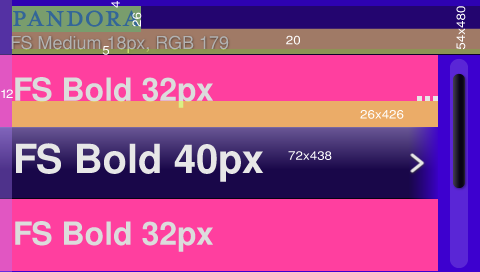 4
PANDORA
26
54x480
FS Medium 18px, RGB 179
20
5
12
FS Bold 32px
26x426
FS Bold 40px
72x438
FS Bold 32px